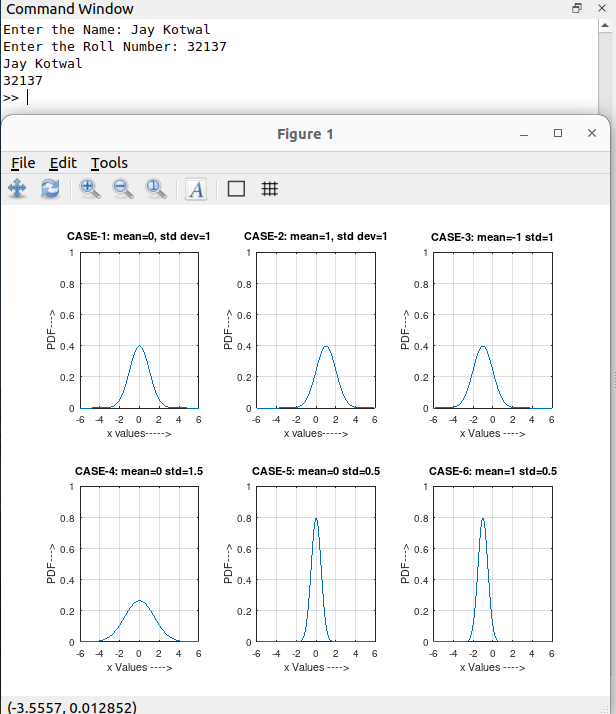 Command Window
Enter the Name: Jay Kotwal
Enter the Roll Number: 32137
Jay Kotwal
32137
>>
Figure 1
File Edit Tools
A
CASE-1: mean=0, std dev=1 CASE-2: mean=1, std dev=1 CASE-3: mean=-1 std=1
1 1 1
0.8 0.8 0.8
0.6 0.6 0.6
PDF---> PDF---> PDF--->
0.4 0.4 0.4
0.2 0.2 0.2
0 0 0
-6 -4 -2 0 2 4 6 -6 -4 -2 0 2 4 6 -6 -4 -2 0 2 4 6
x values-----> x values-----> x Values ---->
CASE-4: mean=0 std=1.5 CASE-5: mean=0 std=0.5 CASE-6: mean=1 std=0.5
1 1 1
0.8 0.8 0.8
0.6 0.6 0.6
PDF---> PDF---> PDF--->
0.4 0.4 0.4
0.2 0.2 0.2
0 0 0
-6 -4 -2 0 2 4 6 -6 -4 -2 0 2 4 6 -6 -4 -2 0 2 4 6
x Values ----> x Values ----> x Values ---->
(-3.5557, 0.012852)